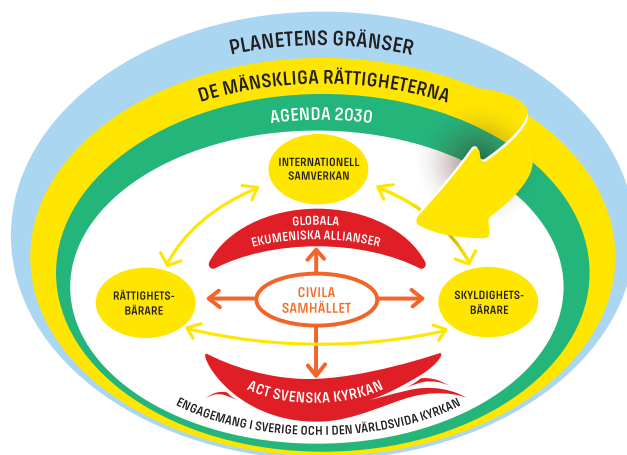 PLANETENS GRÄNSER
DE MÄNSKLIGA RÄTTIGHETERNA
AGENDA 2030
INTERNATIONELL
SAMVERKAN
GLOBALA
EKUMENISKA ALLIANSER
RÄTTIGHETS-
BÄRARE
CIVILA
SAMHÄLLET
SKYLDIGHETS-
BÄRARE
ACT SVENSKA KYRKAN
ENGAGEMANG I SVERIGE OCH I DEN VÄRLDSVIDA KYRKAN